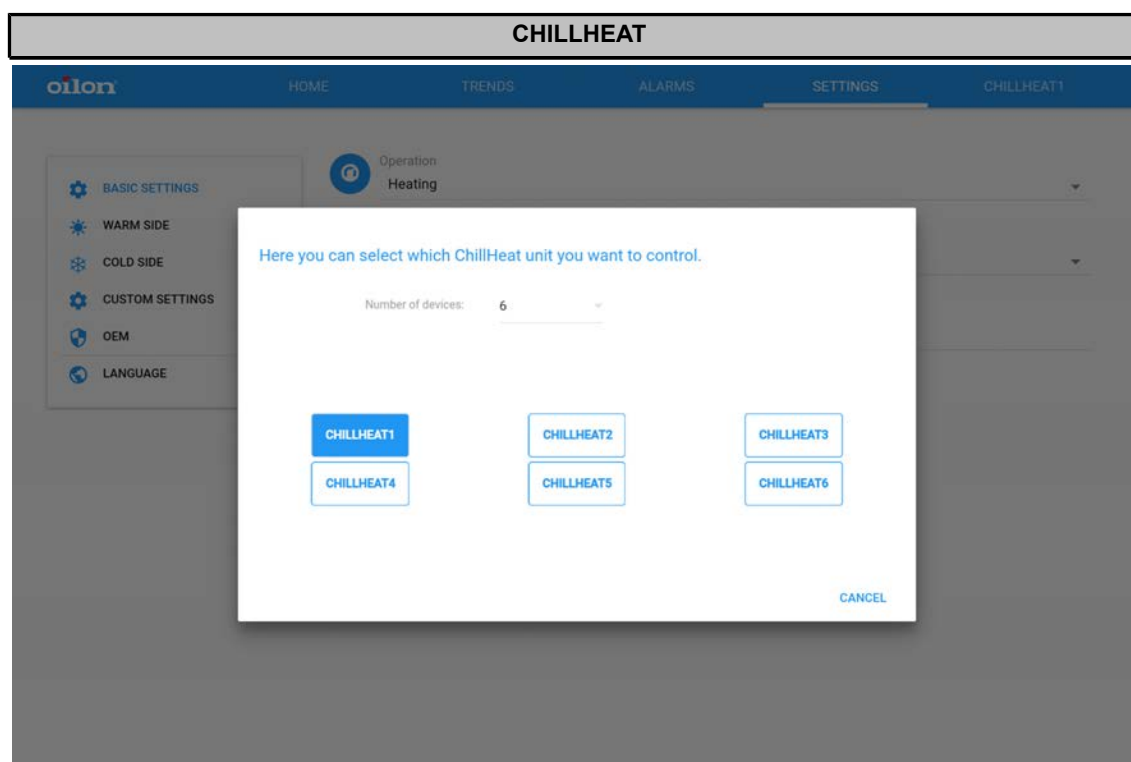 CHILLHEAT
oilon HOME TRENDS ALARMS SETTINGS CHILLHEAT1
Operation
Heating
BASIC SETTINGS
WARM SIDE
COLD SIDE
CUSTOM SETTINGS
OEM
LANGUAGE
Here you can select which ChillHeat unit you want to control.
Number of devices: 6
CHILLHEAT1 CHILLHEAT2 CHILLHEAT3
CHILLHEAT4 CHILLHEAT5 CHILLHEAT6
CANCEL